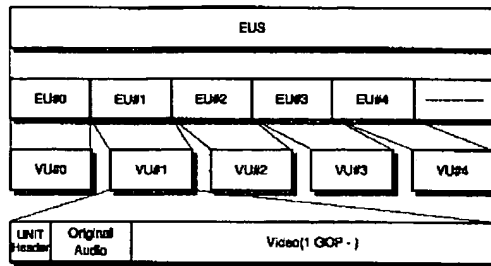 EUS
EU#0 EU#1 EU#2 EU#3 EU#4
VU#0 VU#1 VU#2 VU#3 VU#4
UNIT Header Original Audio Video(1 GOP - )